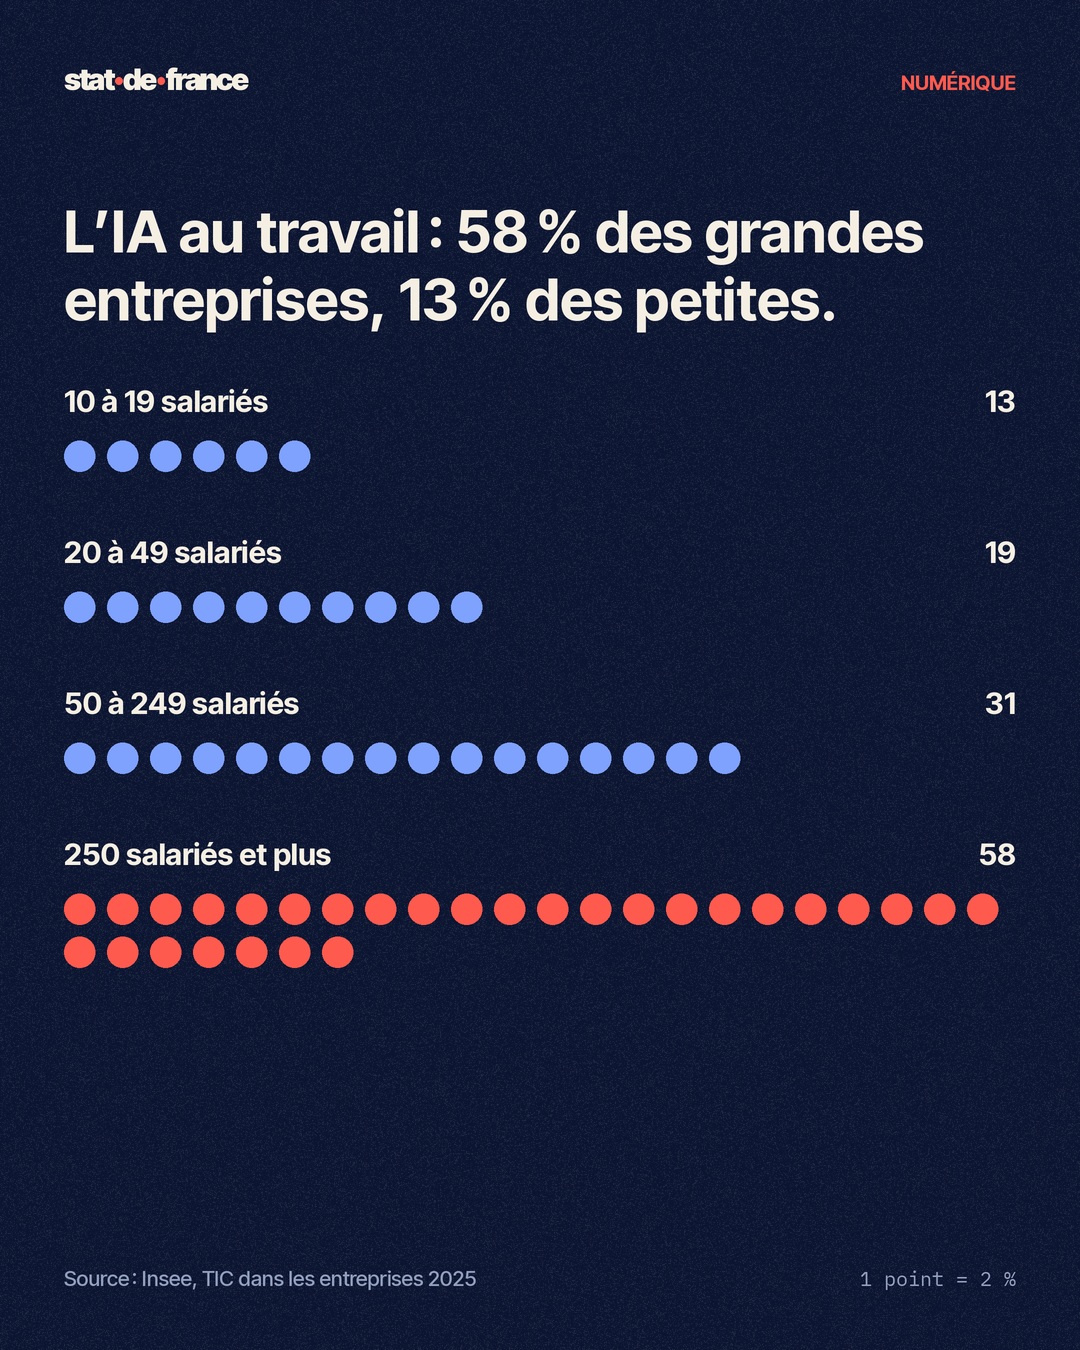 stat•de•france
NUMÉRIQUE
L’IA au travail : 58 % des grandes
entreprises, 13 % des petites.
10 à 19 salariés
13
20 à 49 salariés
19
50 à 249 salariés
31
250 salariés et plus
58
Source : Insee, TIC dans les entreprises 2025
1 point = 2 %